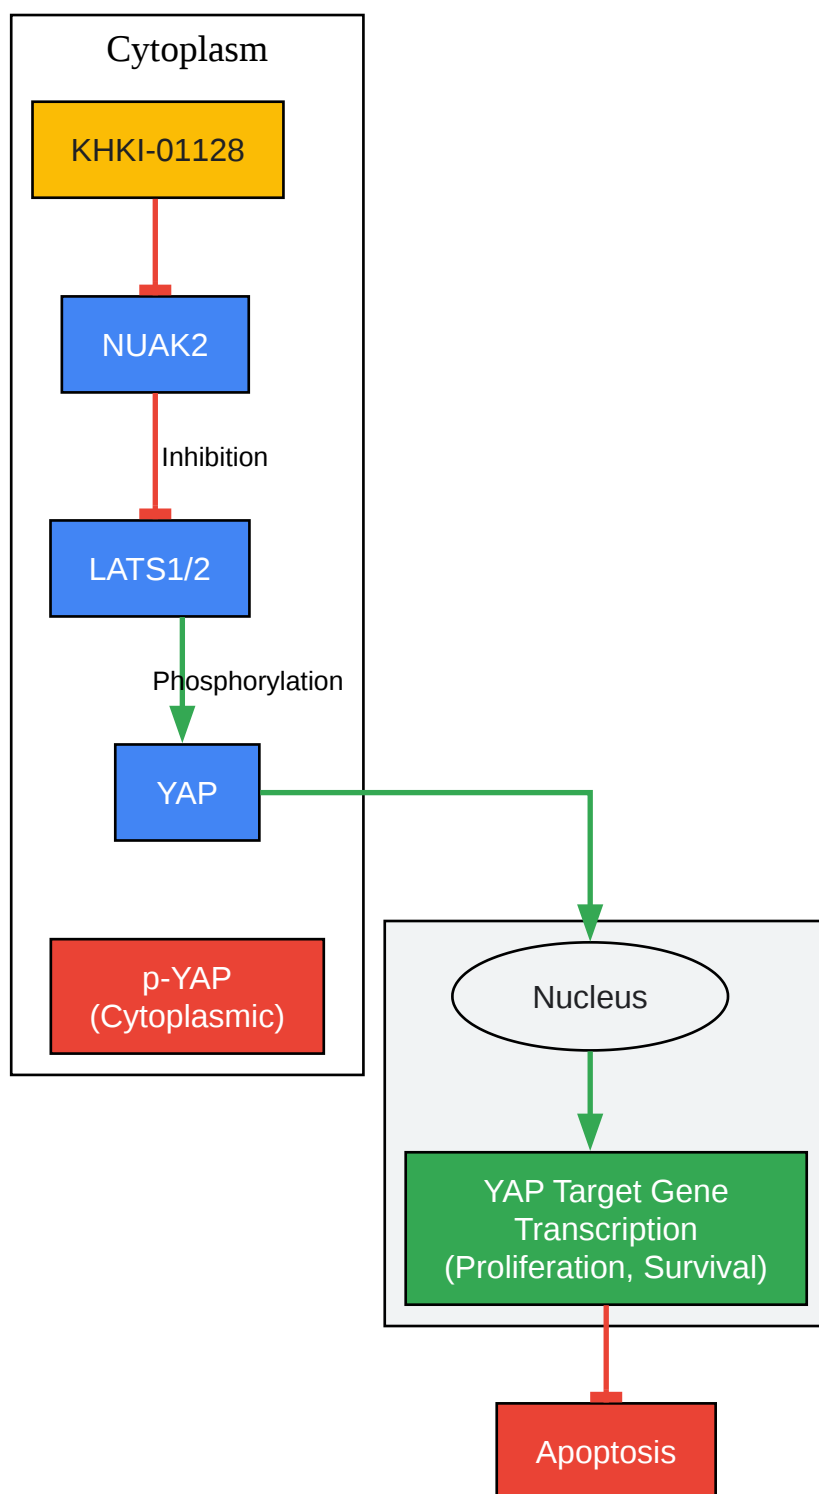 Cytoplasm
KHKI-01128
NUAK2
Inhibition
LATS1/2
Phosphorylation
YAP
p-YAP
(Cytoplasmic)
Nucleus
YAP Target Gene
Transcription
(Proliferation, Survival)
Apoptosis